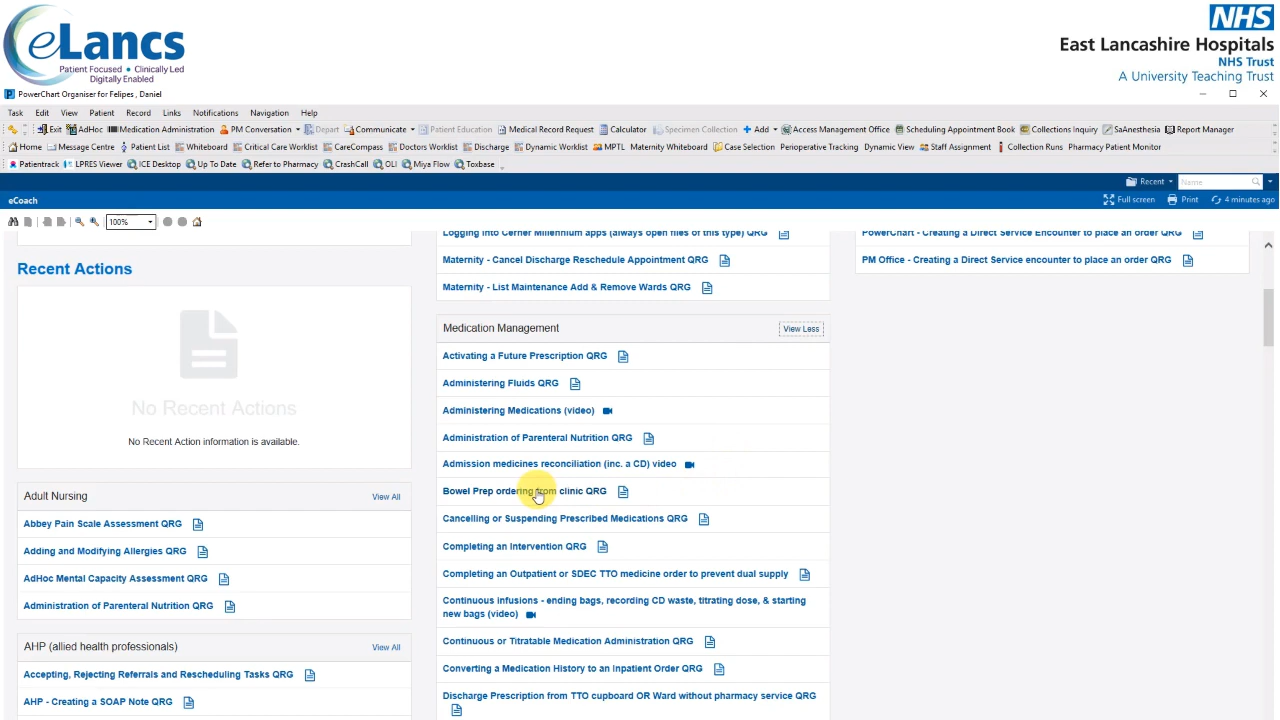 eLancs
Patient Focused • Clinically Led
Digitally Enabled
NHS
East Lancashire Hospitals
NHS Trust
A University Teaching Trust
PowerChart Organiser for Felipes , Daniel
Task Edit View Patient Record Links Notifications Navigation Help
Exit AdHoc Medication Administration PM Conversation Depart Communicate Patient Education Medical Record Request Calculator Specimen Collection Add Access Management Office Scheduling Appointment Book Collections Inquiry SaAnesthesia Report Manager
Home Message Centre Patient List Whiteboard Critical Care Worklist CareCompass Doctors Worklist Discharge Dynamic Worklist MPTL Maternity Whiteboard Case Selection Perioperative Tracking Dynamic View Staff Assignment Collection Runs Pharmacy Patient Monitor
Patientrack LPRES Viewer ICE Desktop Up To Date Refer to Pharmacy CrashCall OLI Miya Flow Toxbase
Recent Name
eCoach Full screen Print 4 minutes ago
100%
Recent Actions
No Recent Actions
No Recent Action information is available.
Adult Nursing View All
Abbey Pain Scale Assessment QRG
Adding and Modifying Allergies QRG
AdHoc Mental Capacity Assessment QRG
Administration of Parenteral Nutrition QRG
AHP (allied health professionals) View All
Accepting, Rejecting Referrals and Rescheduling Tasks QRG
AHP - Creating a SOAP Note QRG
Logging into Cerner Millennium apps (always open files of this type) QRG
Maternity - Cancel Discharge Reschedule Appointment QRG
Maternity - List Maintenance Add & Remove Wards QRG
Medication Management View Less
Activating a Future Prescription QRG
Administering Fluids QRG
Administering Medications (video)
Administration of Parenteral Nutrition QRG
Admission medicines reconciliation (inc. a CD) video
Bowel Prep ordering from clinic QRG
Cancelling or Suspending Prescribed Medications QRG
Completing an Intervention QRG
Completing an Outpatient or SDEC TTO medicine order to prevent dual supply
Continuous infusions - ending bags, recording CD waste, titrating dose, & starting
new bags (video)
Continuous or Titratable Medication Administration QRG
Converting a Medication History to an Inpatient Order QRG
Discharge Prescription from TTO cupboard OR Ward without pharmacy service QRG
PowerChart - Creating a Direct Service Encounter to place an order QRG
PM Office - Creating a Direct Service encounter to place an order QRG